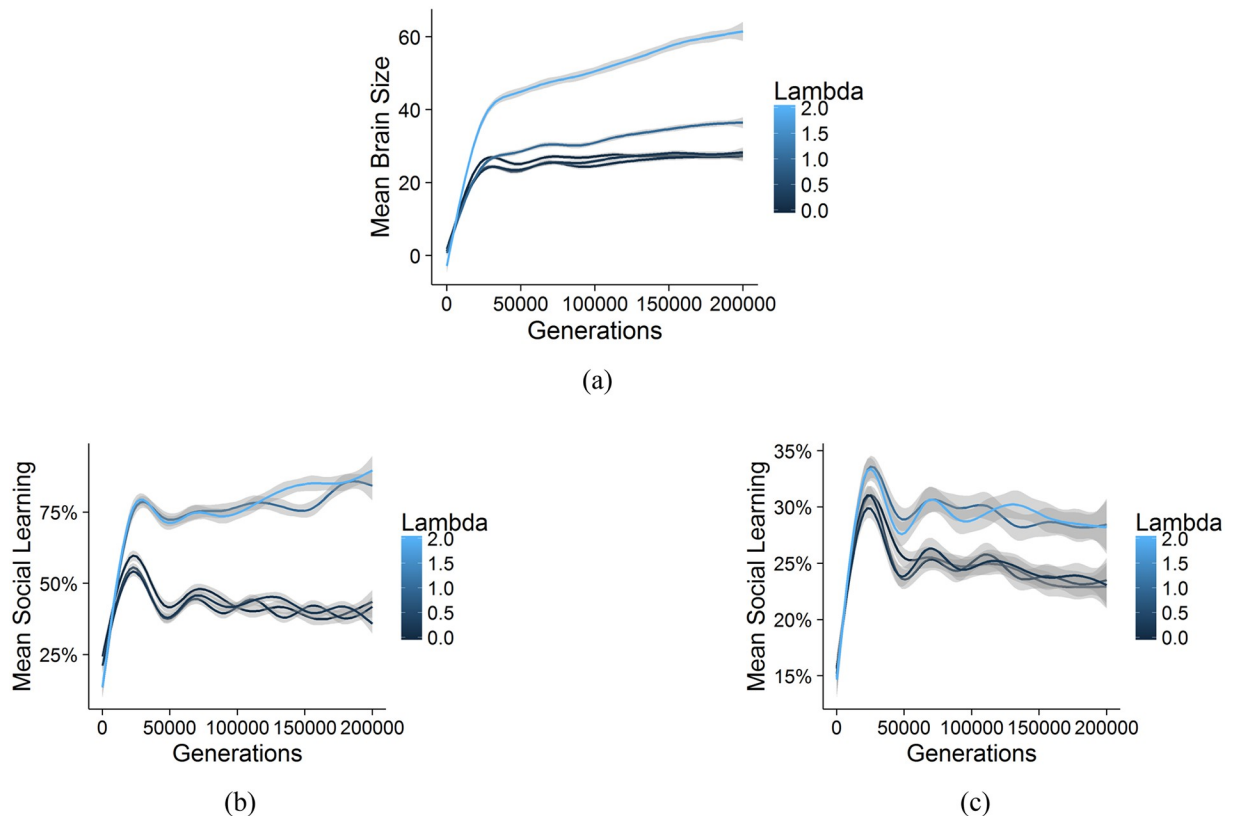 Mean Brain Size
60
40
20
0
0 50000 100000 150000 200000
Generations
Lambda
2.0
1.5
1.0
0.5
0.0
(a)
Mean Social Learning
75%
50%
25%
0 50000 100000 150000 200000
Generations
Lambda
2.0
1.5
1.0
0.5
0.0
(b)
Mean Social Learning
35%
30%
25%
20%
15%
0 50000 100000 150000 200000
Generations
Lambda
2.0
1.5
1.0
0.5
0.0
(c)